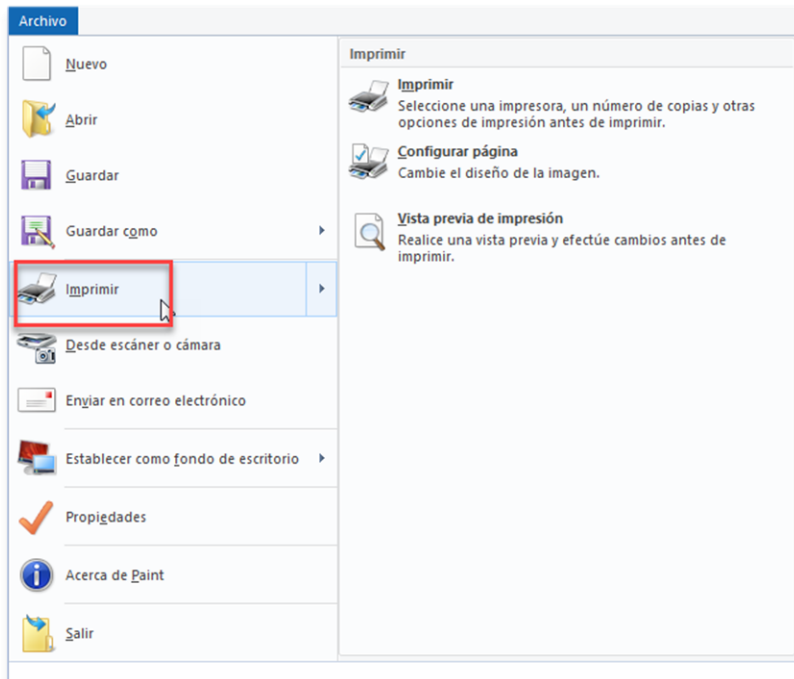 Archivo
Nuevo
Abrir
Guardar
Guardar como
Imprimir
Desde escáner o cámara
Enviar en correo electrónico
Establecer como fondo de escritorio
Propiedades
Acerca de Paint
Salir
Imprimir
Imprimir
Seleccione una impresora, un número de copias y otras
opciones de impresión antes de imprimir.
Configurar página
Cambie el diseño de la imagen.
Vista previa de impresión
Realice una vista previa y efectúe cambios antes de
imprimir.